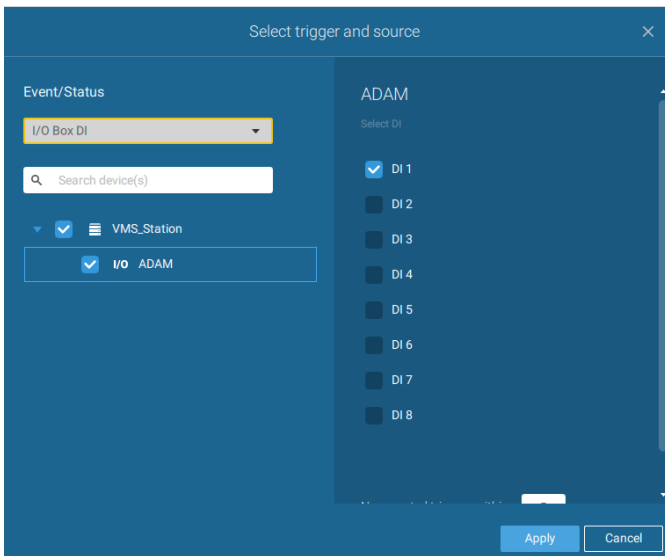 Select trigger and source
Event/Status
I/O Box DI
Search device(s)
VMS_Station
I/O ADAM
ADAM
Select DI
DI 1
DI 2
DI 3
DI 4
DI 5
DI 6
DI 7
DI 8
Apply
Cancel